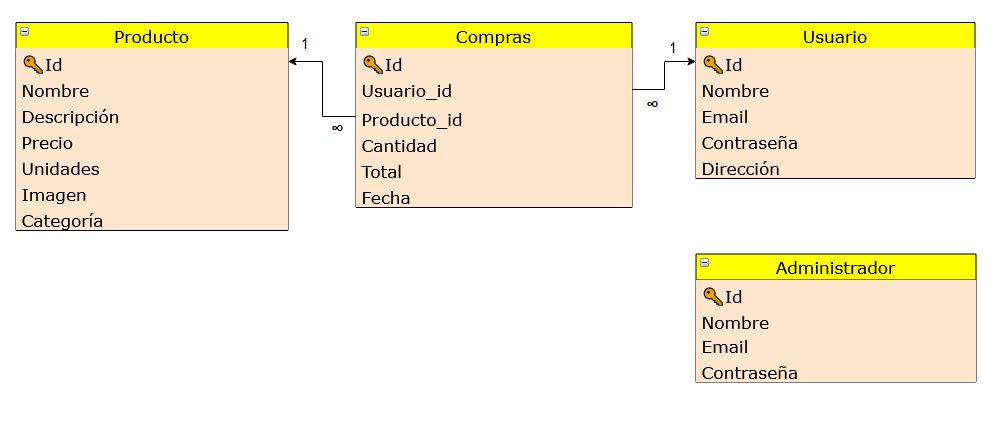 Producto
Id
Nombre
Descripción
Precio
Unidades
Imagen
Categoría
1
∞
Compras
Id
Usuario_id
Producto_id
Cantidad
Total
Fecha
1
∞
Usuario
Id
Nombre
Email
Contraseña
Dirección
Administrador
Id
Nombre
Email
Contraseña